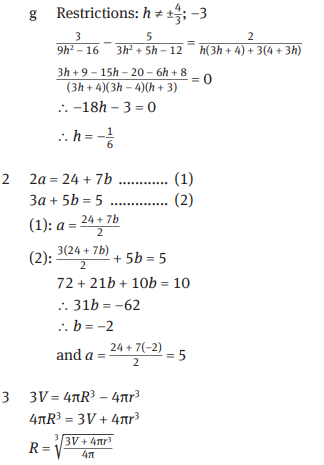 g Restrictions: h ≠ ±4/3; −3
3/(9h² − 16) − 5/(3h² + 5h − 12) = 2/(h(3h + 4) + 3(4 + 3h))
(3h + 9 − 15h − 20 − 6h + 8)/((3h + 4)(3h − 4)(h + 3)) = 0
∴ −18h − 3 = 0
∴ h = −1/6
2 2a = 24 + 7b ............ (1)
3a + 5b = 5 .............. (2)
(1): a = (24 + 7b)/2
(2): 3(24 + 7b)/2 + 5b = 5
72 + 21b + 10b = 10
∴ 31b = −62
∴ b = −2
and a = (24 + 7(−2))/2 = 5
3 3V = 4πR³ − 4πr³
4πR³ = 3V + 4πr³
R = ∛((3V + 4πr³)/4π)